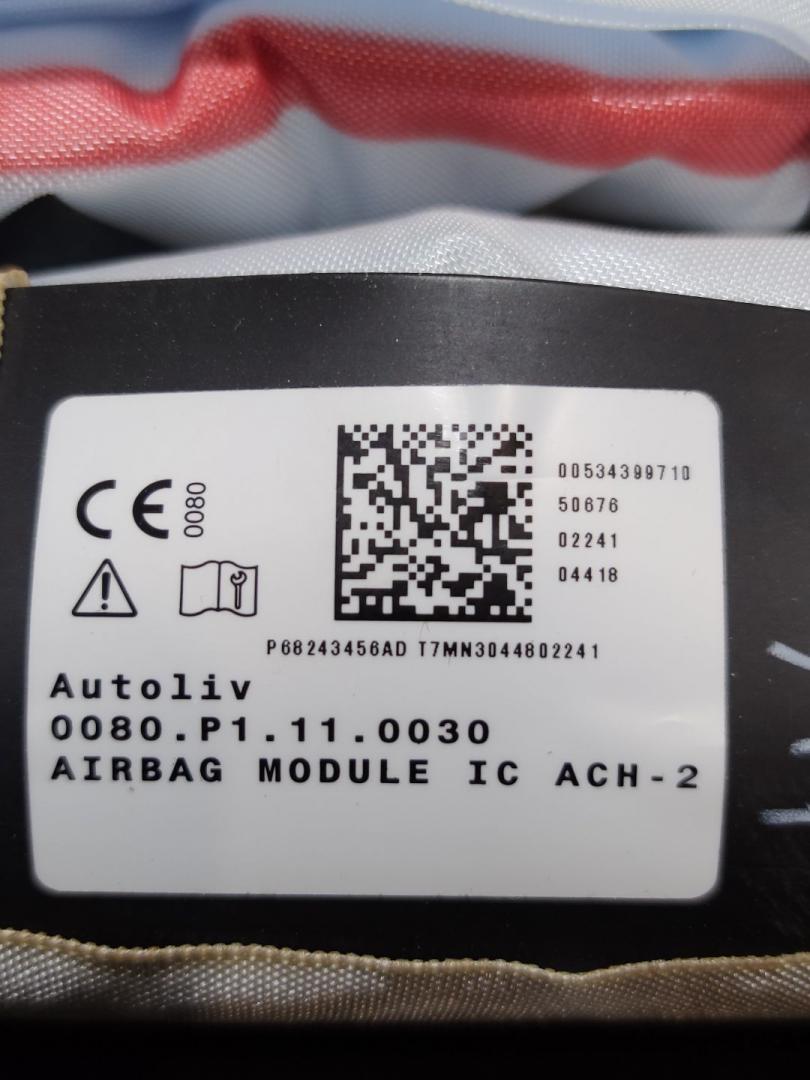 CE 0080
00534399710
50676
02241
04418
P68243456AD T7MN3044802241
Autoliv
0080.P1.11.0030
AIRBAG MODULE IC ACH-2